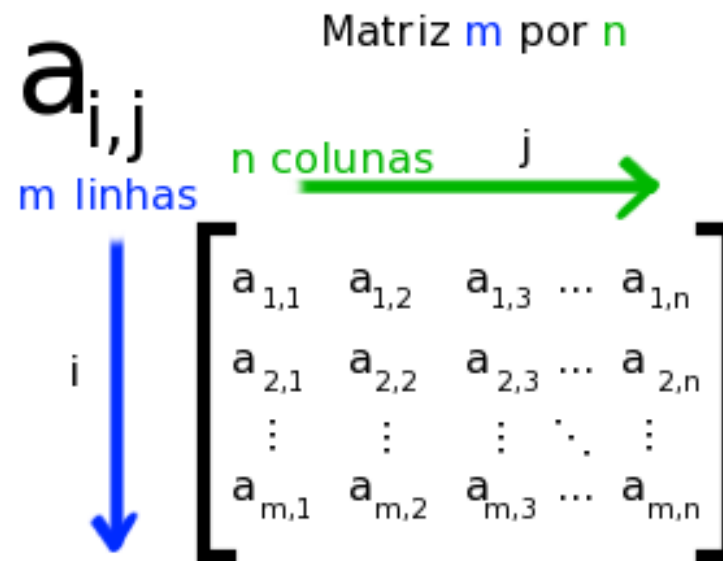 Matriz m por n
a i,j
n colunas j
m linhas
i
a 1,1 a 1,2 a 1,3 ... a 1,n
a 2,1 a 2,2 a 2,3 ... a 2,n
⋮ ⋮ ⋮ ⋱ ⋮
a m,1 a m,2 a m,3 ... a m,n